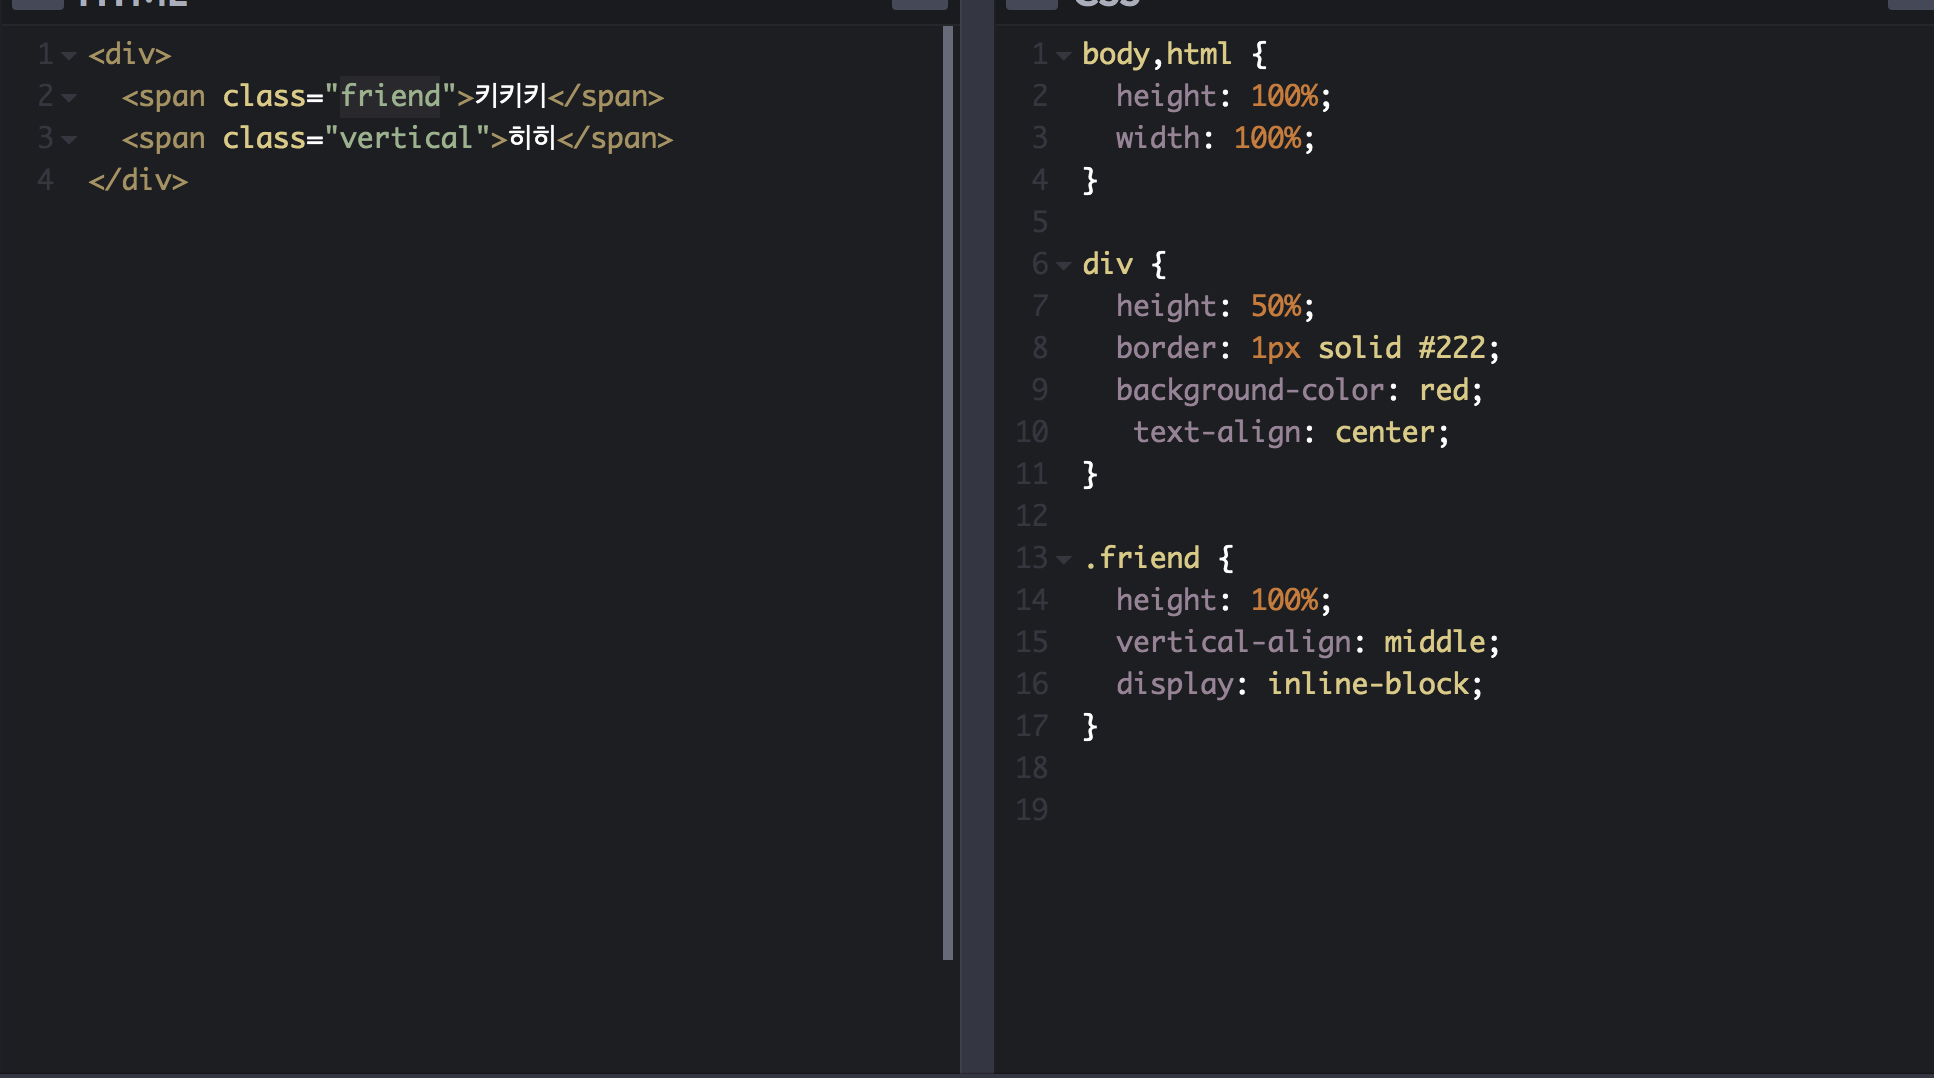 HTML
1 <div>
2 <span class="friend">키키키</span>
3 <span class="vertical">히히</span>
4 </div>
CSS
1 body,html {
2 height: 100%;
3 width: 100%;
4 }
5
6 div {
7 height: 50%;
8 border: 1px solid #222;
9 background-color: red;
10 text-align: center;
11 }
12
13 .friend {
14 height: 100%;
15 vertical-align: middle;
16 display: inline-block;
17 }
18
19